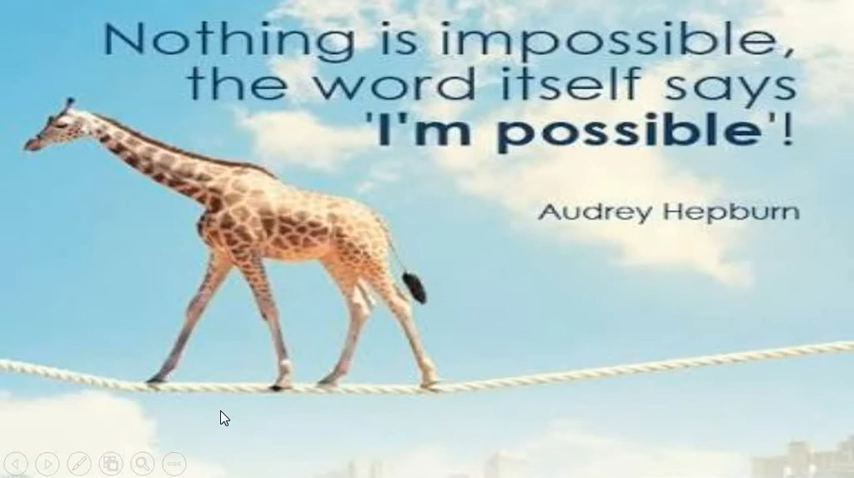 Nothing is impossible,
the word itself says
'I'm possible'!
Audrey Hepburn